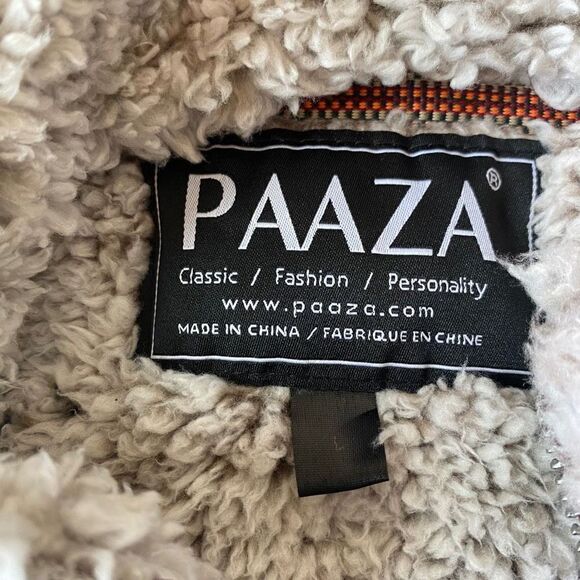 PAAZA®
Classic / Fashion / Personality
www.paaza.com
MADE IN CHINA / FABRIQUE EN CHINE